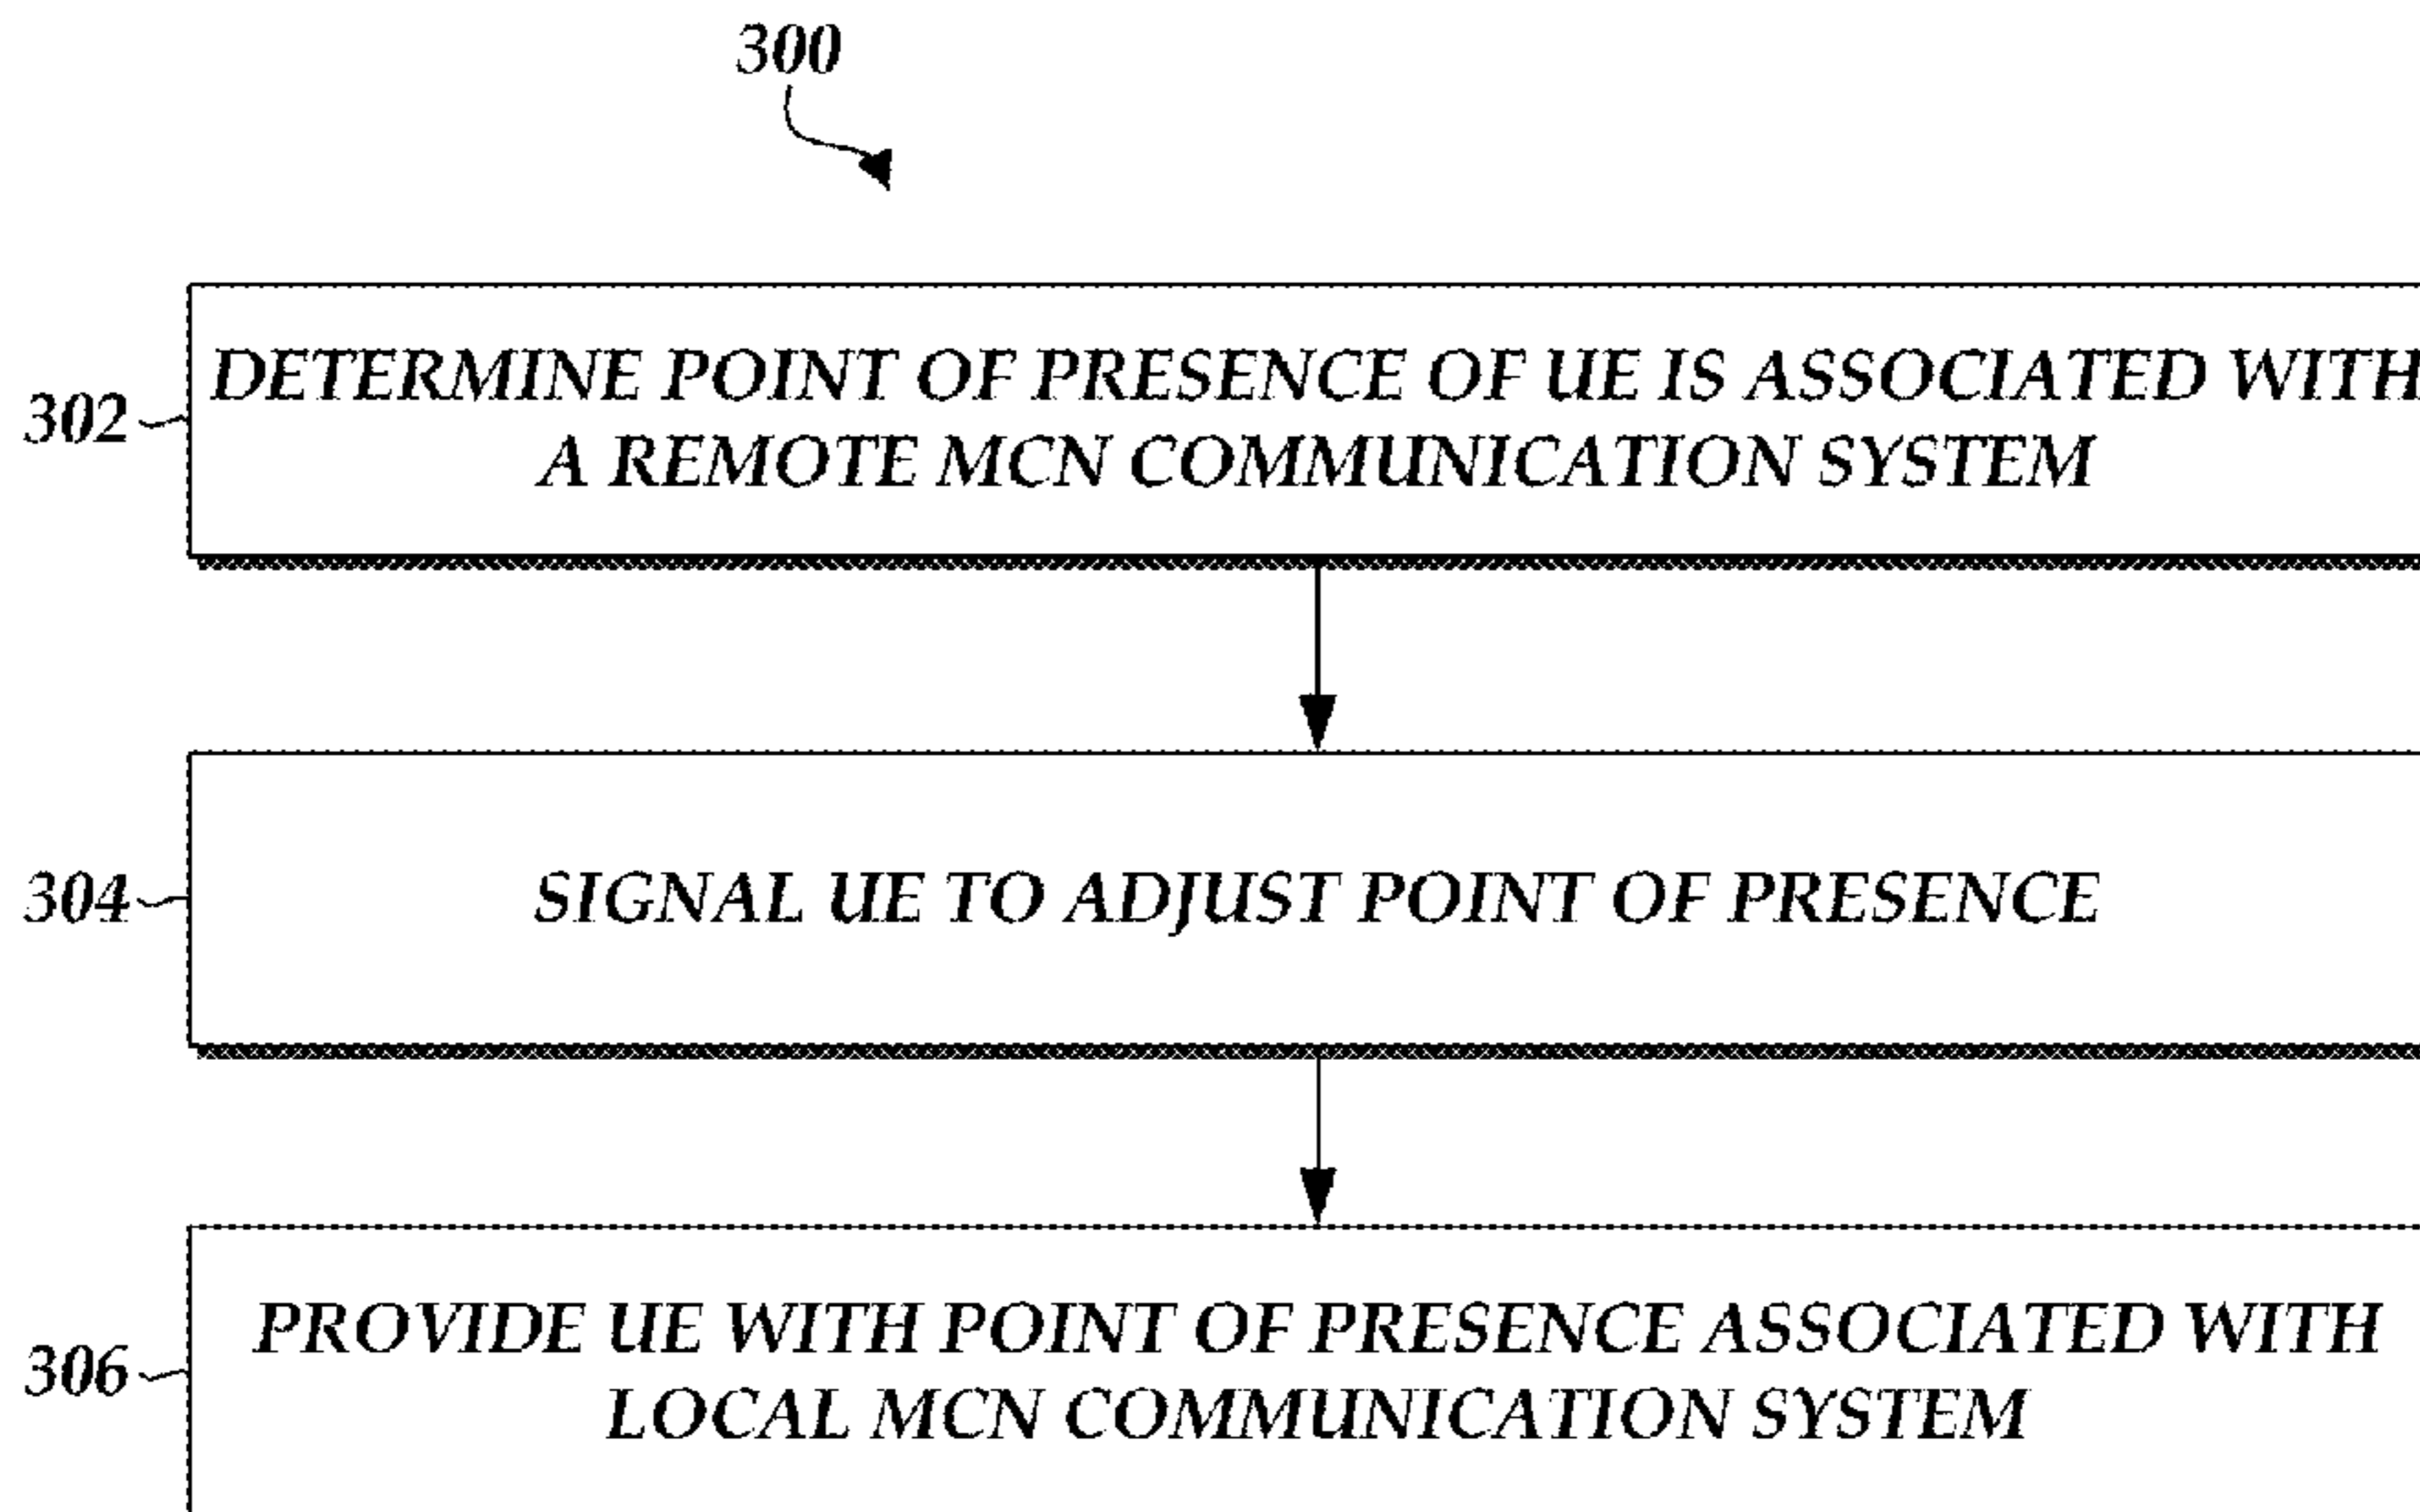 300
302
DETERMINE POINT OF PRESENCE OF UE IS ASSOCIATED WITH
A REMOTE MCN COMMUNICATION SYSTEM
304
SIGNAL UE TO ADJUST POINT OF PRESENCE
306
PROVIDE UE WITH POINT OF PRESENCE ASSOCIATED WITH
LOCAL MCN COMMUNICATION SYSTEM